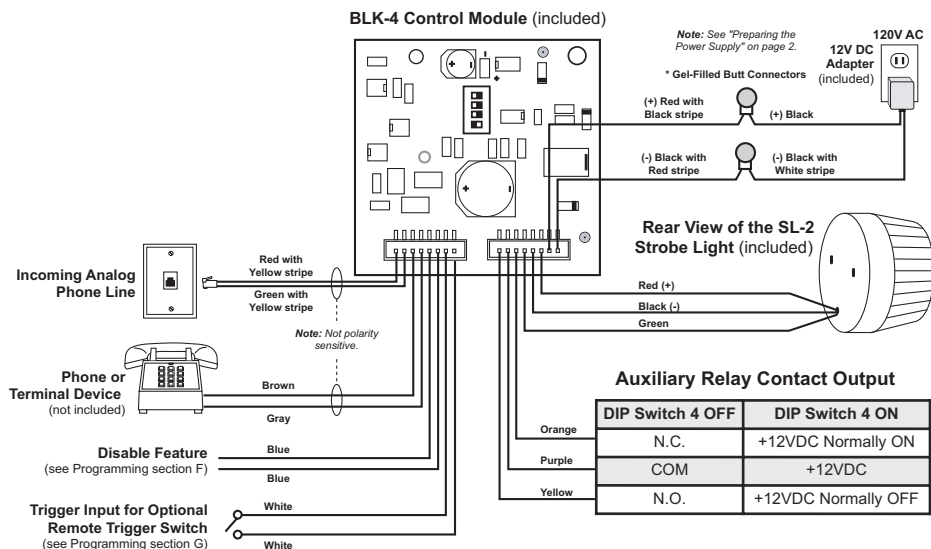 BLK-4 Control Module (included)
Note: See "Preparing the
Power Supply" on page 2.
* Gel-Filled Butt Connectors
120V AC
12V DC
Adapter
(included)
(+) Red with
Black stripe
(+) Black
(-) Black with
Red stripe
(-) Black with
White stripe
Rear View of the SL-2
Strobe Light (included)
Red (+)
Black (-)
Green
Incoming Analog
Phone Line
Red with
Yellow stripe
Green with
Yellow stripe
Note: Not polarity
sensitive.
Phone or
Terminal Device
(not included)
Brown
Gray
Disable Feature
(see Programming section F)
Blue
Blue
Trigger Input for Optional
Remote Trigger Switch
(see Programming section G)
White
White
Auxiliary Relay Contact Output
DIP Switch 4 OFF DIP Switch 4 ON
Orange N.C. +12VDC Normally ON
Purple COM +12VDC
Yellow N.O. +12VDC Normally OFF